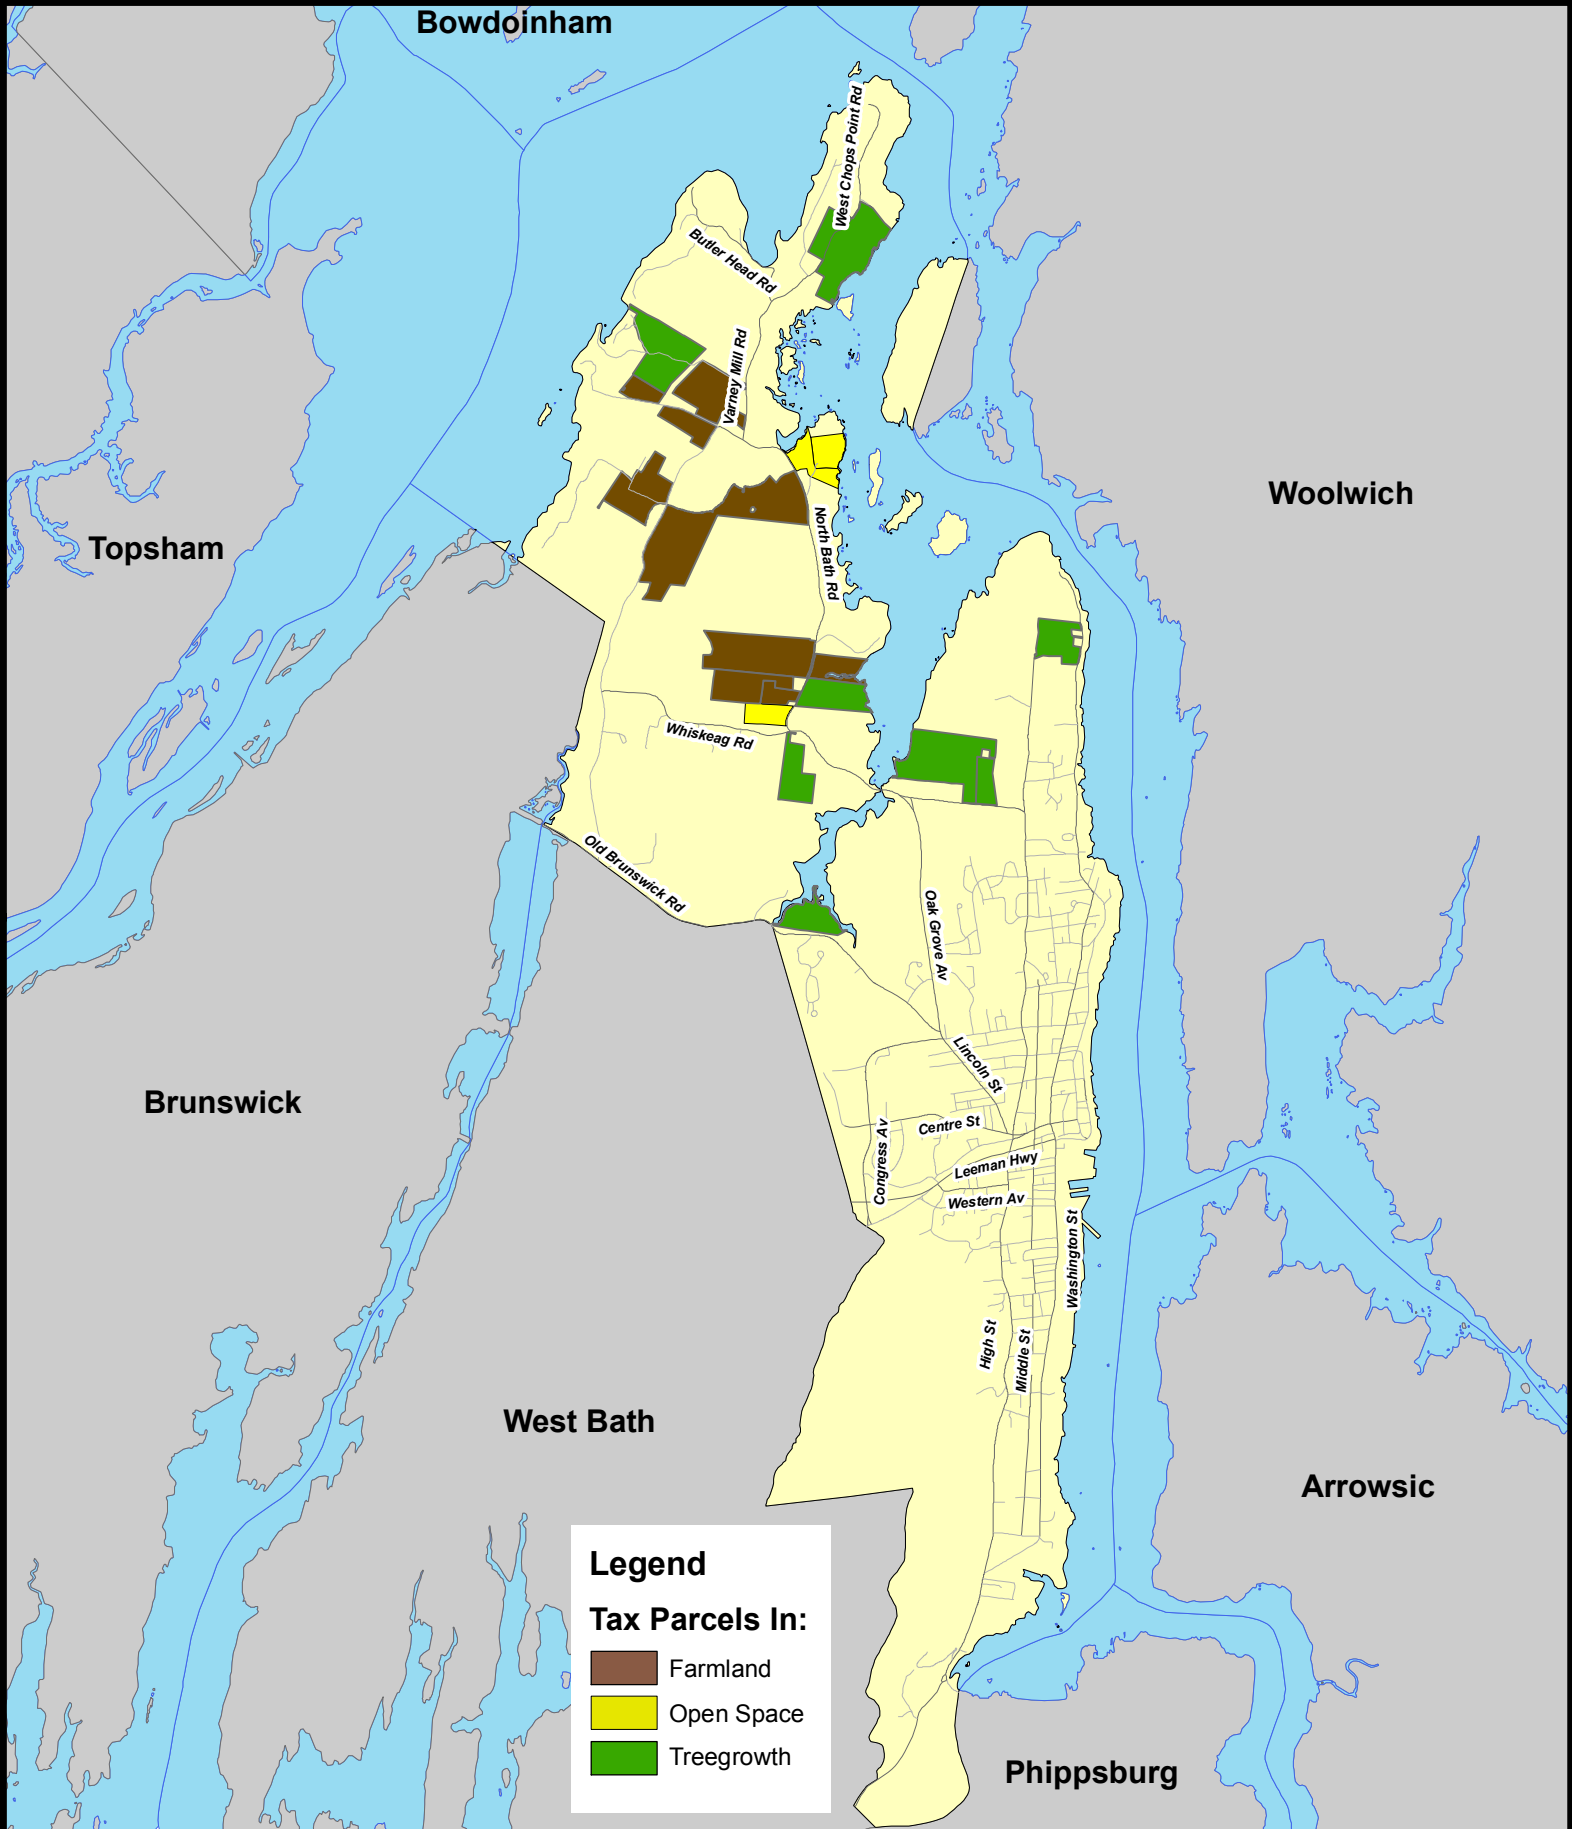 Bowdoinham
West Chops Point Rd
Butler Head Rd
Varney Mill Rd
Woolwich
Topsham
North Bath Rd
Whiskeag Rd
Old Brunswick Rd
Oak Grove Av
Lincoln St
Brunswick
Centre St
Congress Av
Leeman Hwy
Western Av
Washington St
High St
Middle St
West Bath
Arrowsic
Legend
Tax Parcels In:
Farmland
Open Space
Treegrowth
Phippsburg